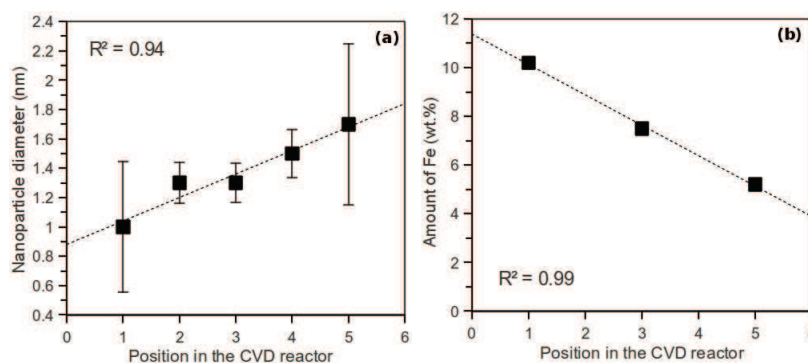 (a)
R² = 0.94
Nanoparticle diameter (nm)
2.4
2.2
2.0
1.8
1.6
1.4
1.2
1.0
0.8
0.6
0.4
0 1 2 3 4 5 6
Position in the CVD reactor
(b)
R² = 0.99
Amount of Fe (wt.%)
12
10
8
6
4
2
0
0 1 2 3 4 5
Position in the CVD reactor